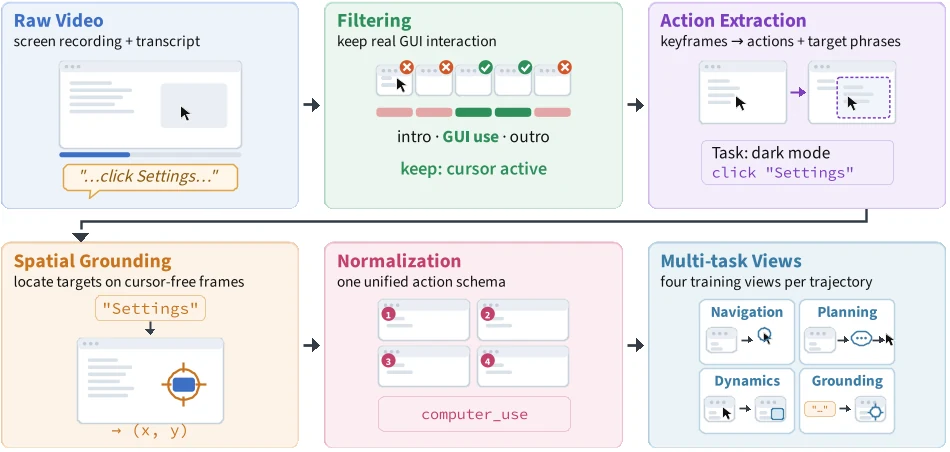 Raw Video
screen recording + transcript
"...click Settings..."
Filtering
keep real GUI interaction
intro · GUI use · outro
keep: cursor active
Action Extraction
keyframes → actions + target phrases
Task: dark mode
click "Settings"
Spatial Grounding
locate targets on cursor-free frames
"Settings"
→ (x, y)
Normalization
one unified action schema
1
2
3
4
computer_use
Multi-task Views
four training views per trajectory
Navigation
Planning
Dynamics
Grounding
"…"